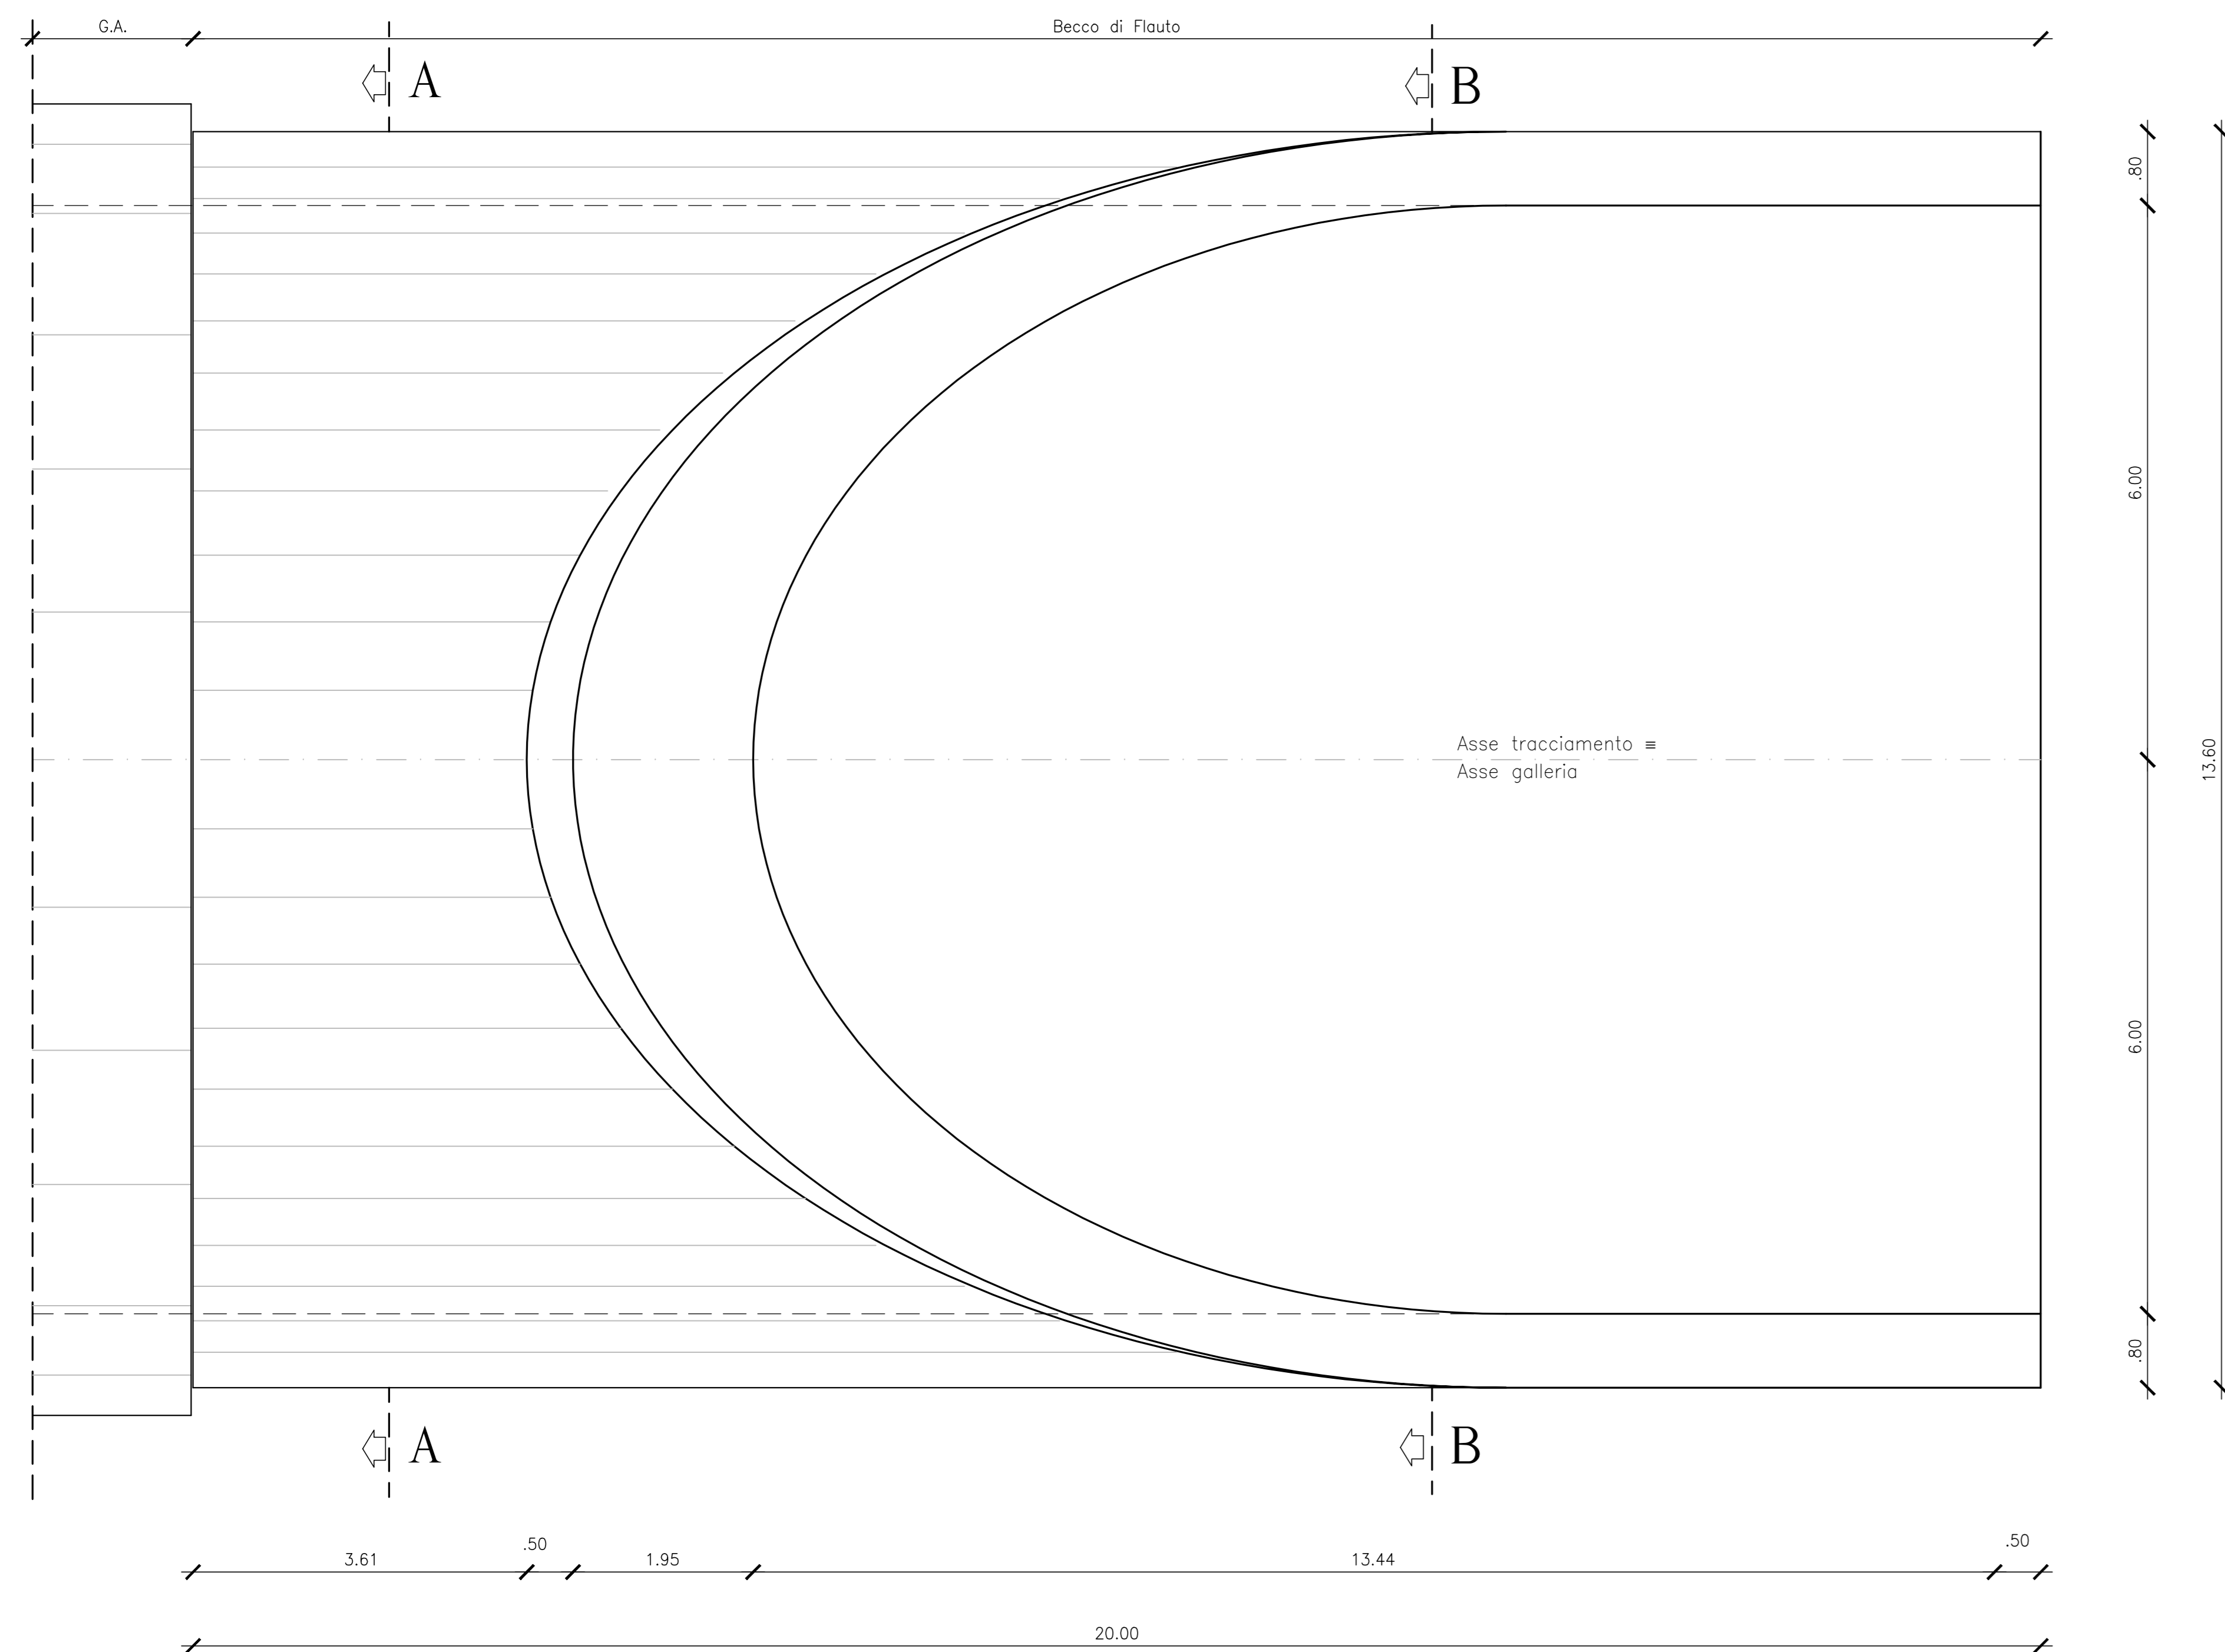 G.A.
Becco di Flauto
A
B
.80
6.00
Asse tracciamento ≡
Asse galleria
13.60
6.00
.80
A
B
3.61
.50
1.95
13.44
.50
20.00